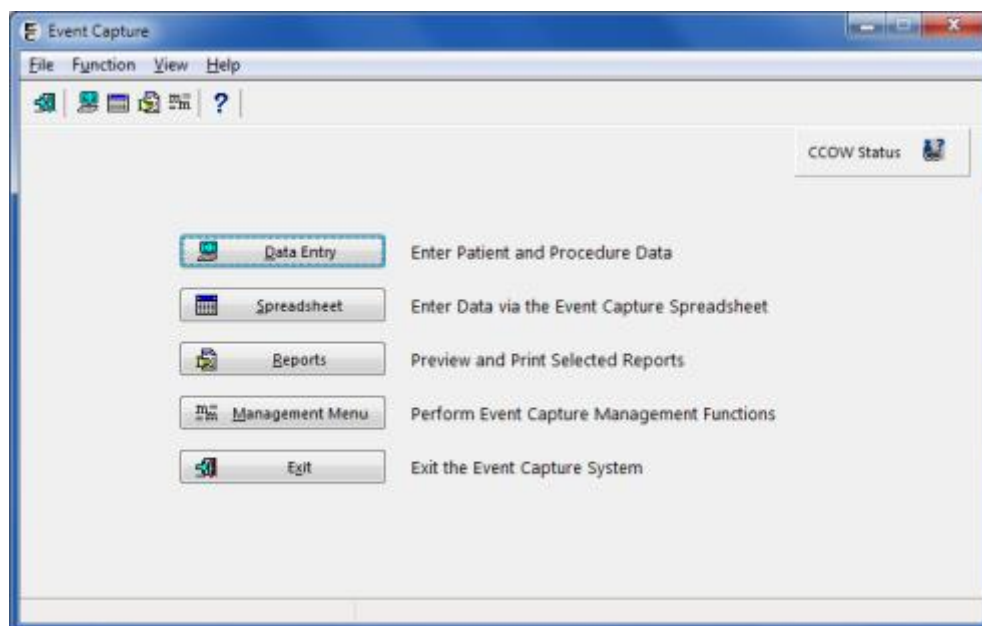 Event Capture
File Function View Help
?
CCOW Status
Data Entry Enter Patient and Procedure Data
Spreadsheet Enter Data via the Event Capture Spreadsheet
Reports Preview and Print Selected Reports
Management Menu Perform Event Capture Management Functions
Exit Exit the Event Capture System